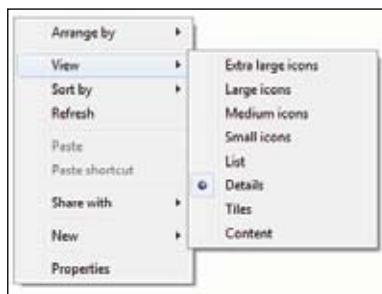 Arrange by
View
Sort by
Refresh
Paste
Paste shortcut
Share with
New
Properties
Extra large icons
Large icons
Medium icons
Small icons
List
Details
Tiles
Content